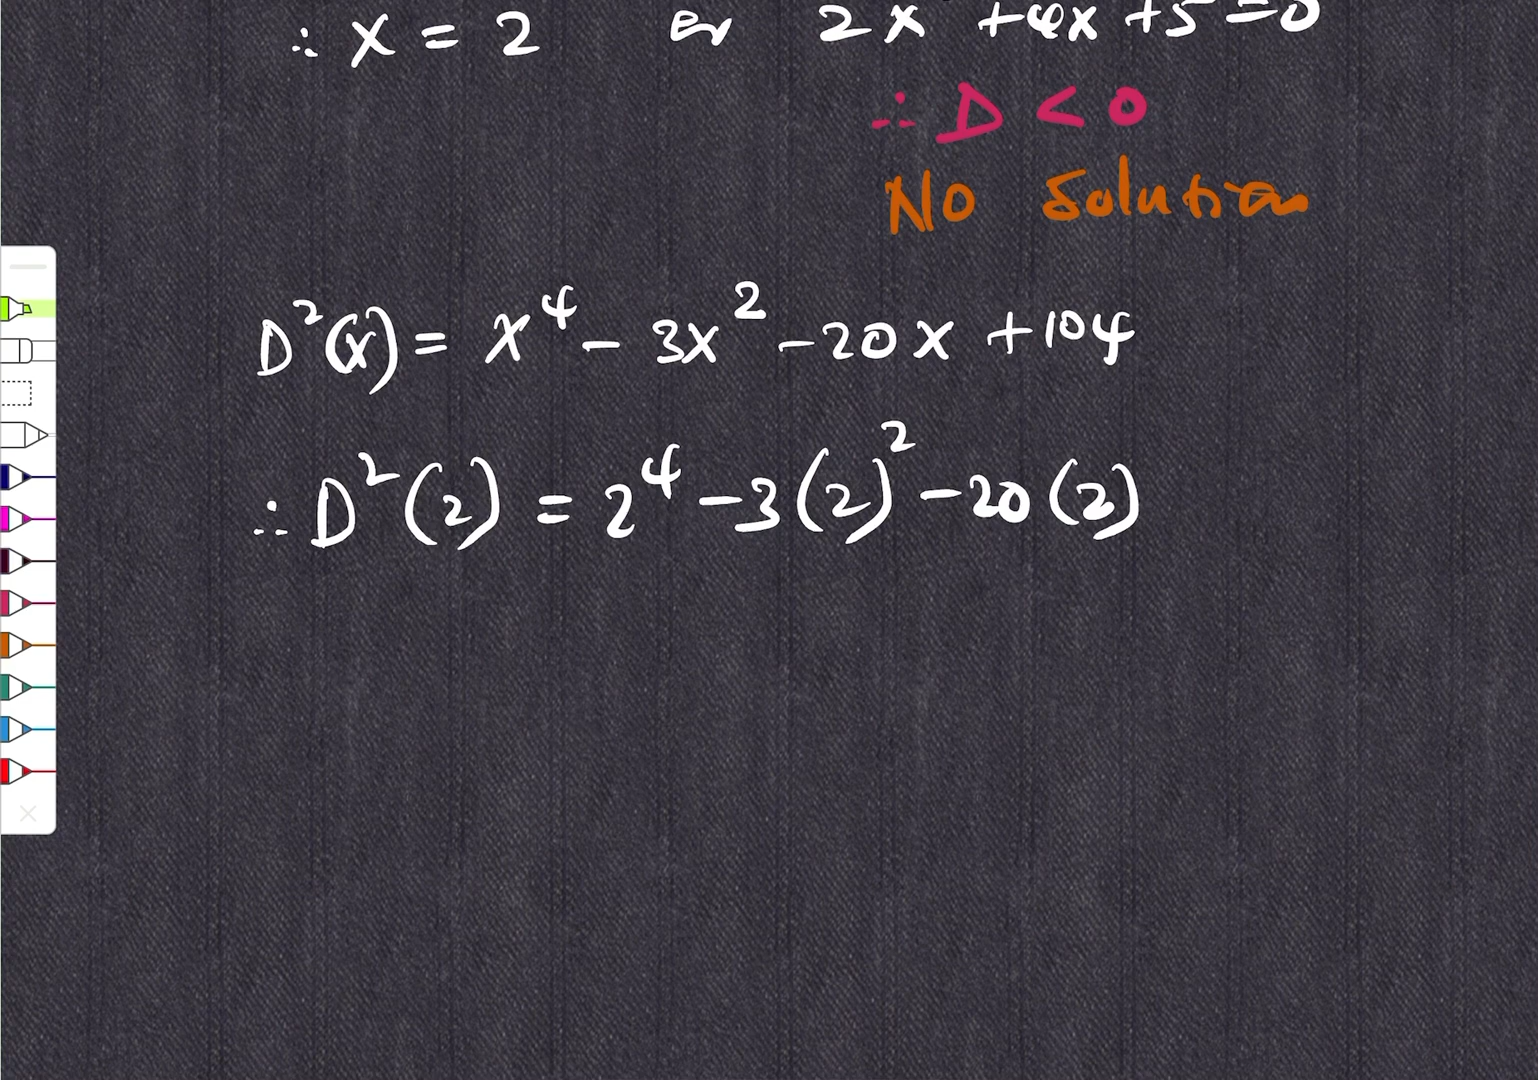 ∴ x = 2 or 2x² + 4x + 5 = 0
∴ D < 0
No Solution
D²(x) = x⁴ - 3x² - 20x + 104
∴ D²(2) = 2⁴ - 3(2)² - 20(2)